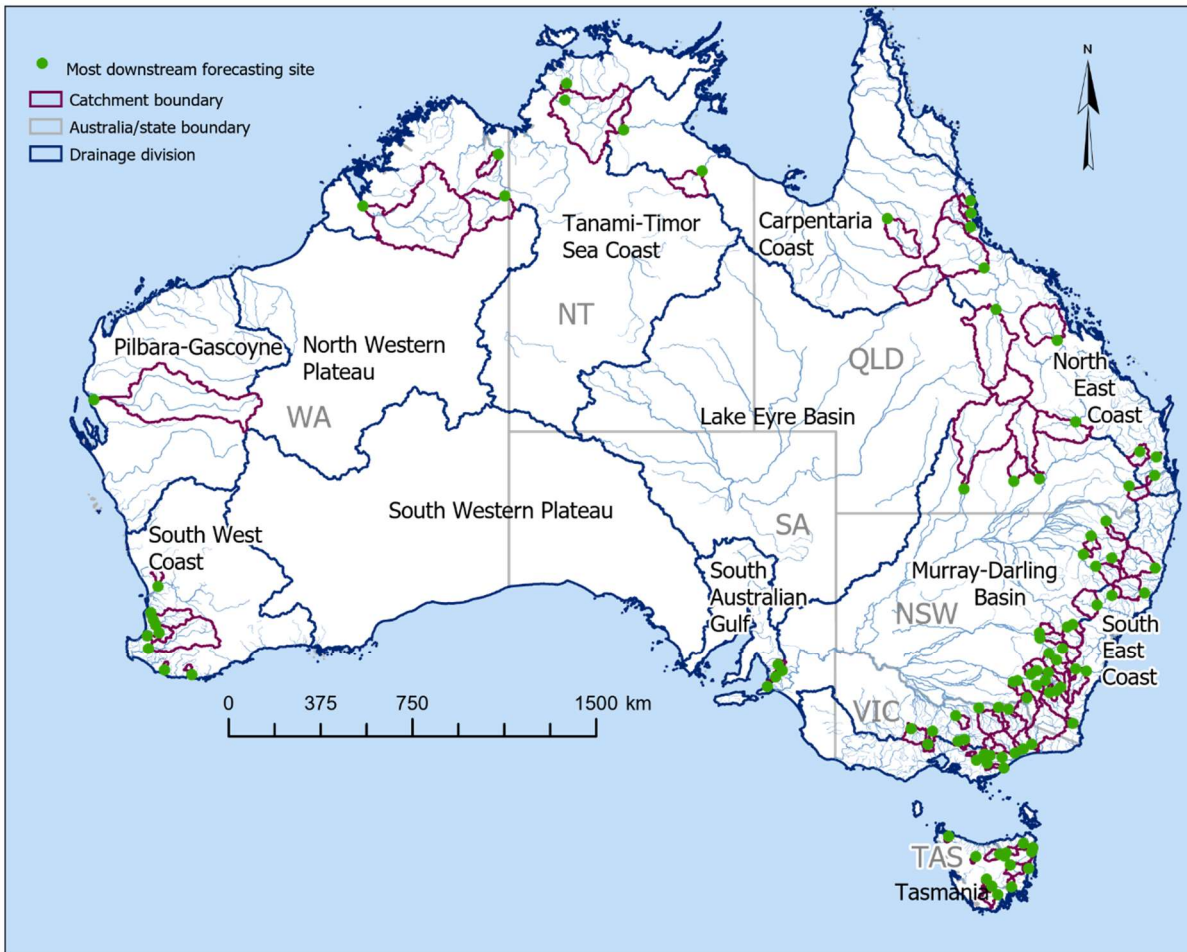 N
Most downstream forecasting site
Catchment boundary
Australia/state boundary
Drainage division
Tanami-Timor
Sea Coast
Carpentaria
Coast
NT
Pilbara-Gascoyne
North Western
Plateau
WA
QLD
North
East
Coast
Lake Eyre Basin
South Western Plateau
SA
South West
Coast
South
Australian
Gulf
Murray-Darling
Basin
NSW
South
East
Coast
0 375 750 1500 km
VIC
TAS
Tasmania